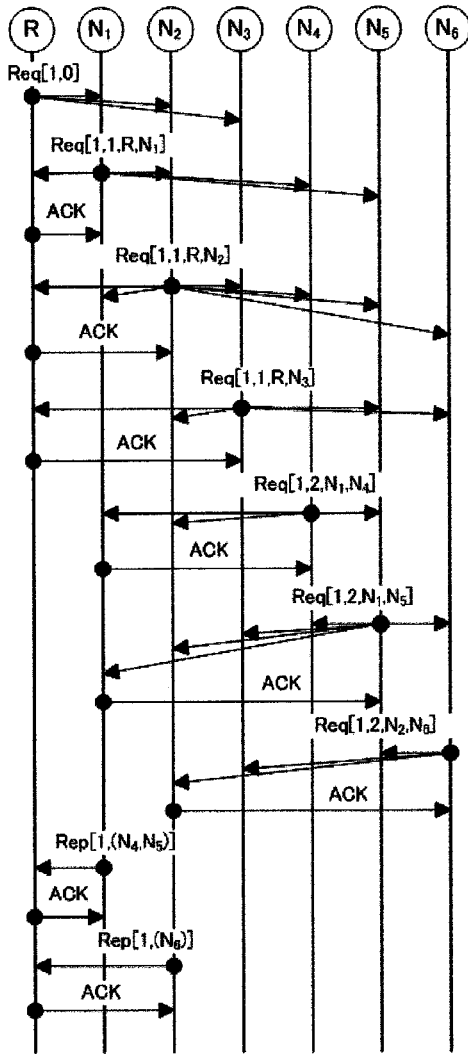 R N₁ N₂ N₃ N₄ N₅ N₆
Req[1,0]
Req[1,1,R,N₁]
ACK
Req[1,1,R,N₂]
ACK
Req[1,1,R,N₃]
ACK
Req[1,2,N₁,N₄]
ACK
Req[1,2,N₁,N₅]
ACK
Req[1,2,N₂,N₆]
ACK
Rep[1,(N₄,N₅)]
ACK
Rep[1,(N₆)]
ACK